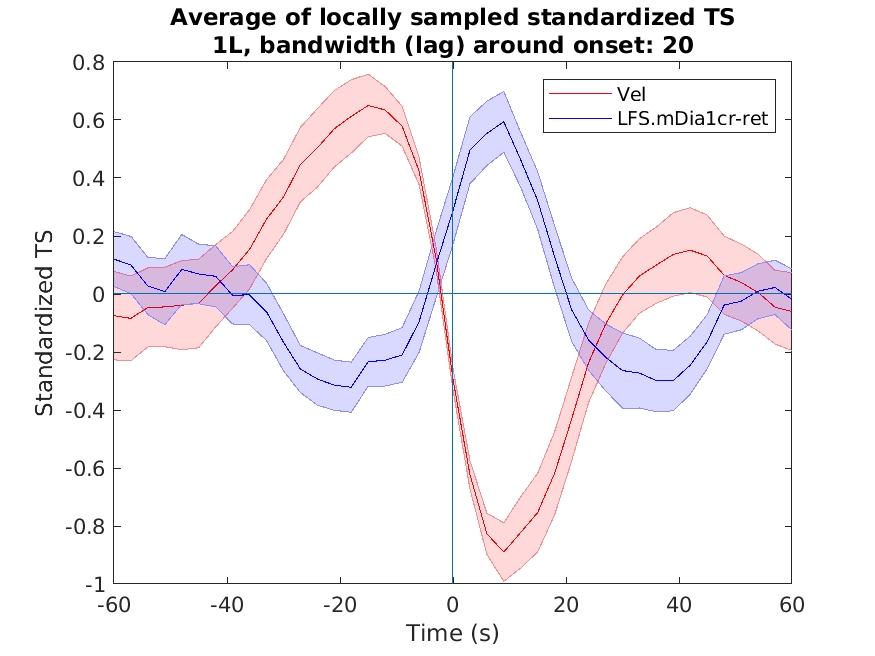 Average of locally sampled standardized TS
1L, bandwidth (lag) around onset: 20
Vel
LFS.mDia1cr-ret
Standardized TS
0.8
0.6
0.4
0.2
0
-0.2
-0.4
-0.6
-0.8
-1
-60
-40
-20
0
20
40
60
Time (s)